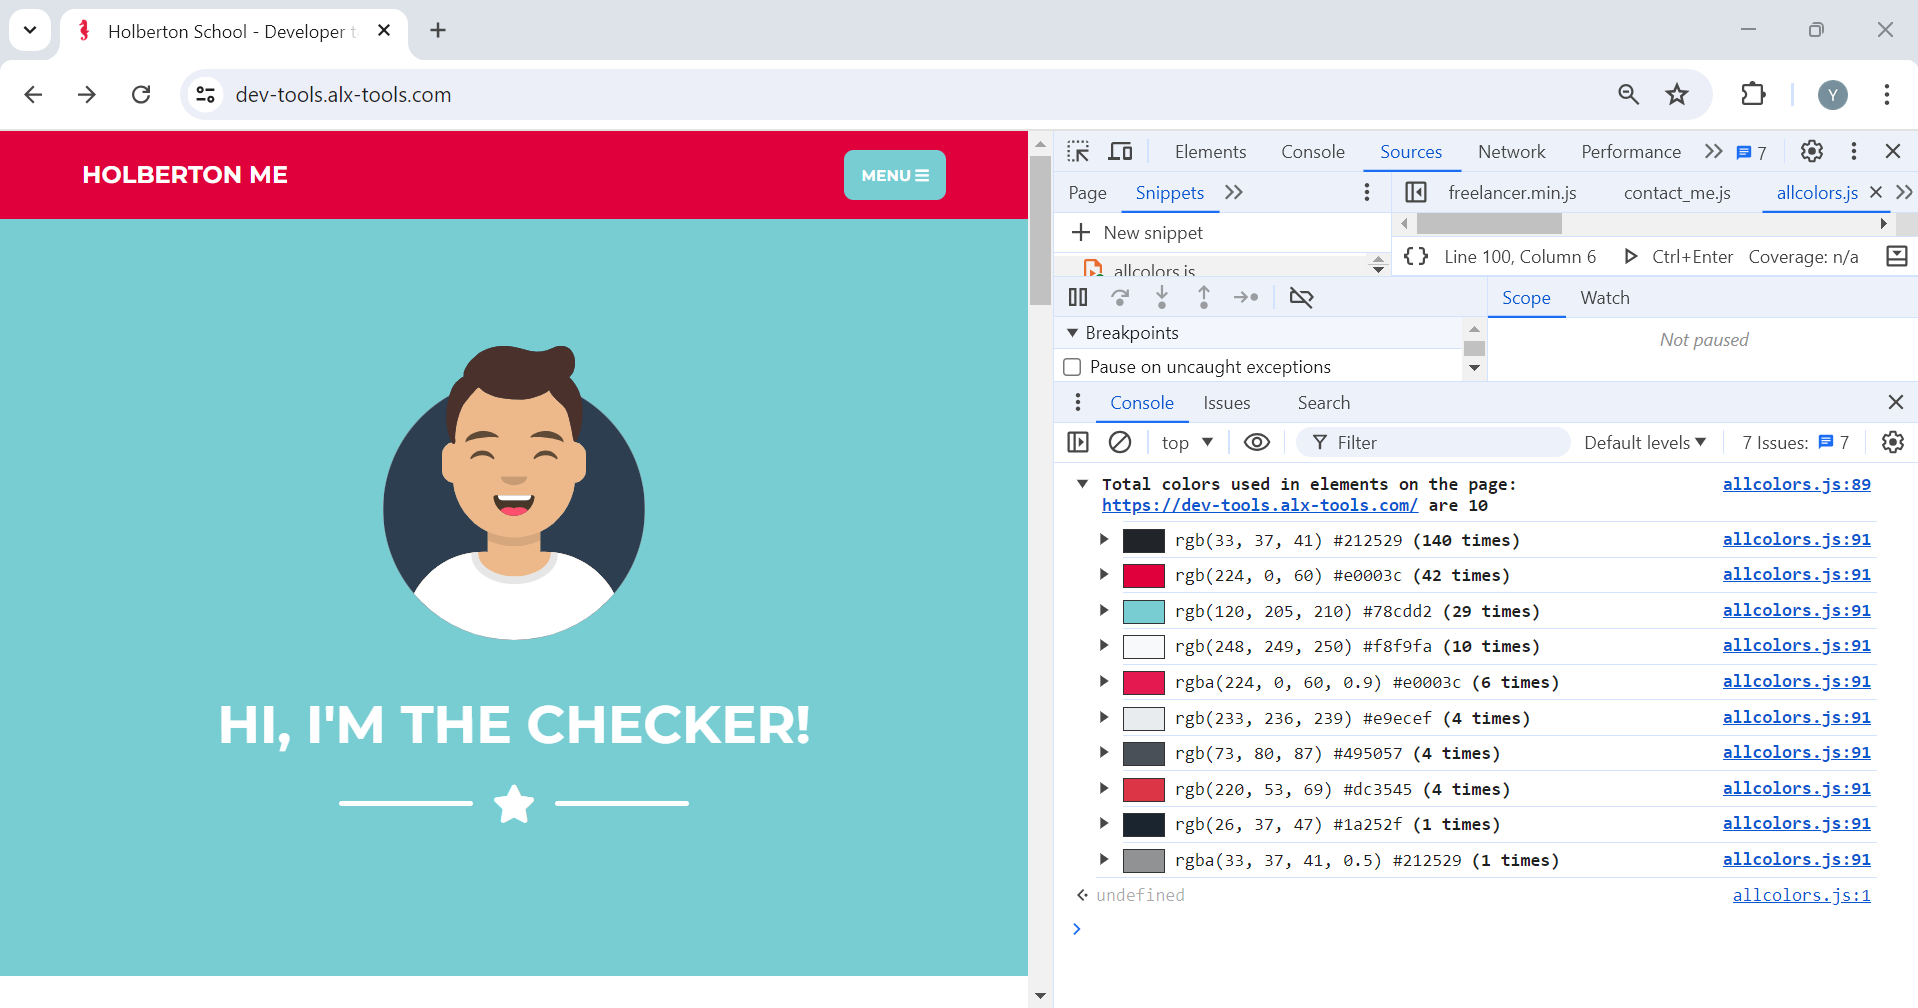 Holberton School - Developer t
dev-tools.alx-tools.com
Y
HOLBERTON ME
MENU
HI, I'M THE CHECKER!
Elements Console Sources Network Performance 7
Page Snippets
freelancer.min.js contact_me.js allcolors.js
New snippet
allcolors.js
{} Line 100, Column 6 Ctrl+Enter Coverage: n/a
Scope Watch
Breakpoints
Not paused
Pause on uncaught exceptions
Console Issues Search
top Filter Default levels 7 Issues: 7
Total colors used in elements on the page: allcolors.js:89
https://dev-tools.alx-tools.com/ are 10
rgb(33, 37, 41) #212529 (140 times) allcolors.js:91
rgb(224, 0, 60) #e0003c (42 times) allcolors.js:91
rgb(120, 205, 210) #78cdd2 (29 times) allcolors.js:91
rgb(248, 249, 250) #f8f9fa (10 times) allcolors.js:91
rgba(224, 0, 60, 0.9) #e0003c (6 times) allcolors.js:91
rgb(233, 236, 239) #e9ecef (4 times) allcolors.js:91
rgb(73, 80, 87) #495057 (4 times) allcolors.js:91
rgb(220, 53, 69) #dc3545 (4 times) allcolors.js:91
rgb(26, 37, 47) #1a252f (1 times) allcolors.js:91
rgba(33, 37, 41, 0.5) #212529 (1 times) allcolors.js:91
undefined allcolors.js:1